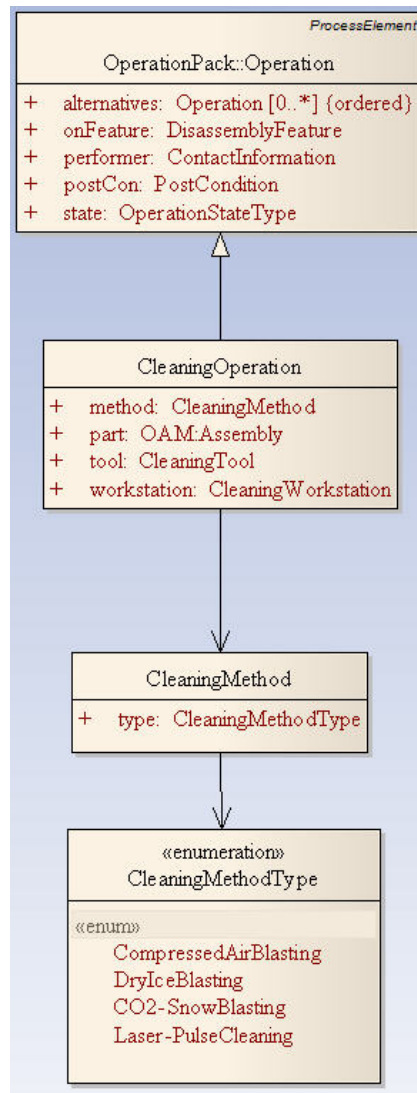 ProcessElement
OperationPack::Operation
+ alternatives: Operation [0..*] {ordered}
+ onFeature: DisassemblyFeature
+ performer: ContactInformation
+ postCon: PostCondition
+ state: OperationStateType
CleaningOperation
+ method: CleaningMethod
+ part: OAM:Assembly
+ tool: CleaningTool
+ workstation: CleaningWorkstation
CleaningMethod
+ type: CleaningMethodType
«enumeration»
CleaningMethodType
«enum»
CompressedAirBlasting
DryIceBlasting
CO2-SnowBlasting
Laser-PulseCleaning